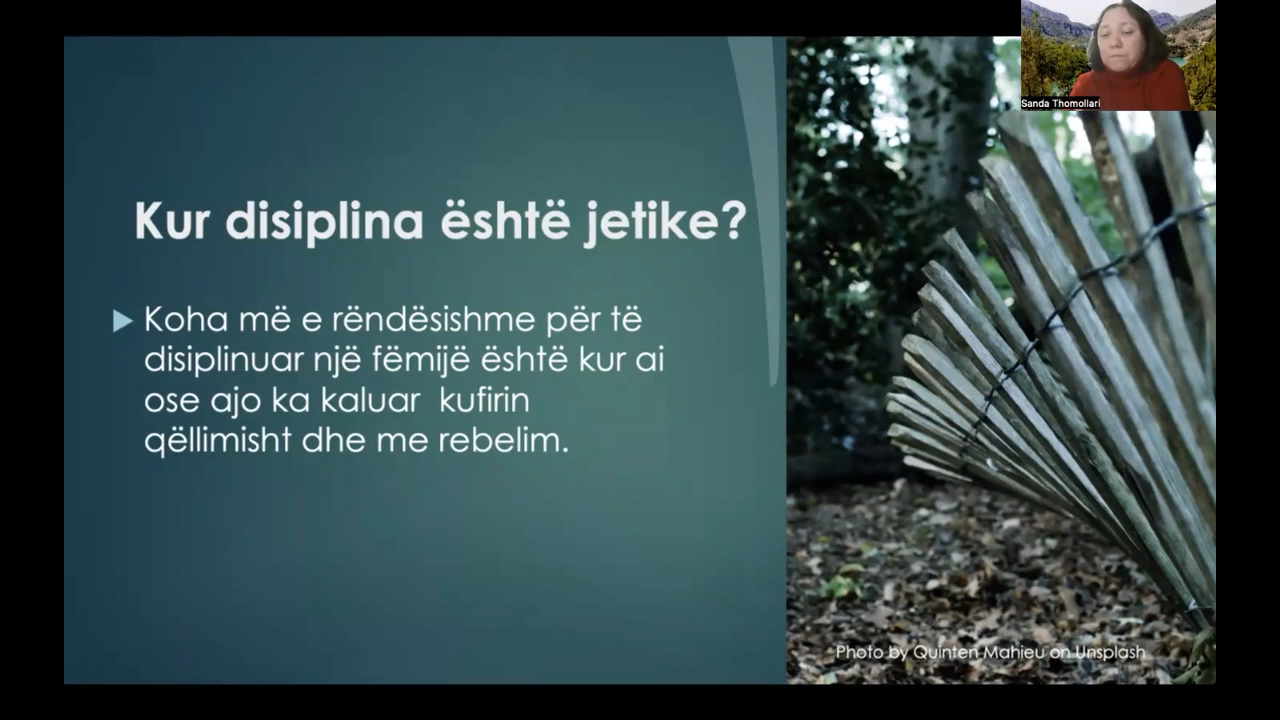 Sanda Thomollari
Kur disiplina është jetike?
Koha më e rëndësishme për të
disiplinuar një fëmijë është kur ai
ose ajo ka kaluar kufirin
qëllimisht dhe me rebelim.
Photo by Quinten Mahieu on Unsplash